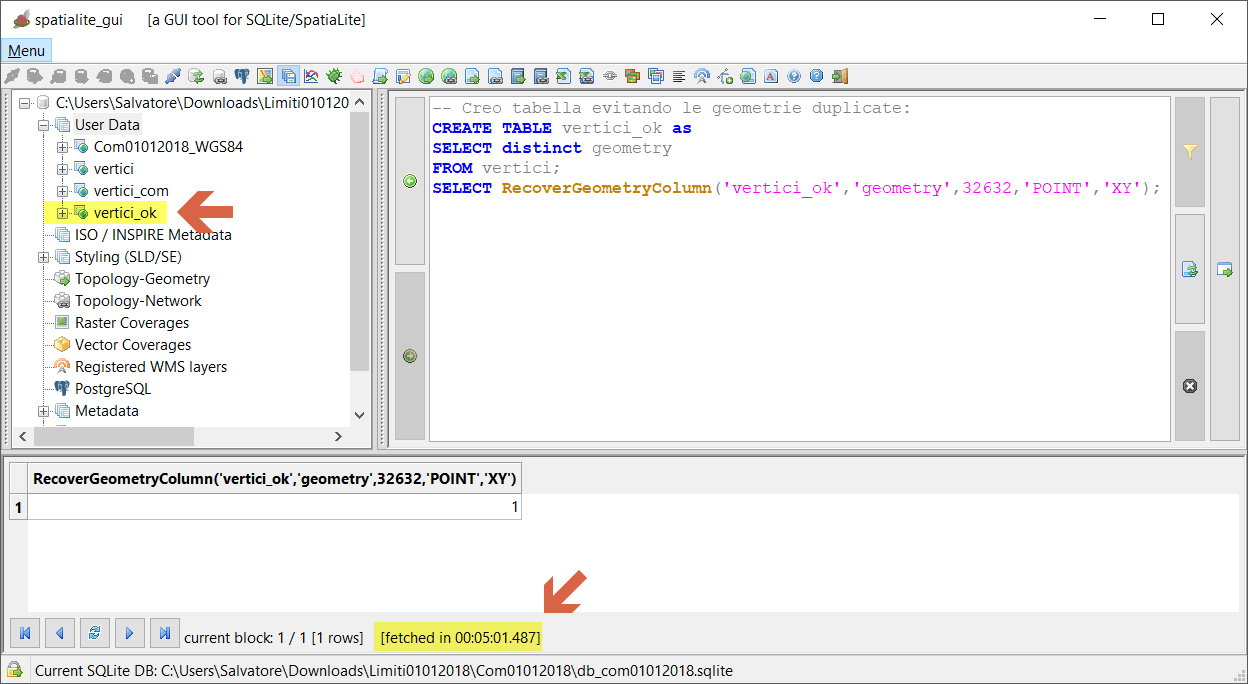 spatialite_gui [a GUI tool for SQLite/SpatiaLite]
Menu
C:\Users\Salvatore\Downloads\Limiti010120
User Data
Com01012018_WGS84
vertici
vertici_com
vertici_ok
ISO / INSPIRE Metadata
Styling (SLD/SE)
Topology-Geometry
Topology-Network
Raster Coverages
Vector Coverages
Registered WMS layers
PostgreSQL
Metadata
-- Creo tabella evitando le geometrie duplicate:
CREATE TABLE vertici_ok as
SELECT distinct geometry
FROM vertici;
SELECT RecoverGeometryColumn('vertici_ok','geometry',32632,'POINT','XY');
RecoverGeometryColumn('vertici_ok','geometry',32632,'POINT','XY')
1 1
current block: 1 / 1 [1 rows] [fetched in 00:05:01.487]
Current SQLite DB: C:\Users\Salvatore\Downloads\Limiti01012018\Com01012018\db_com01012018.sqlite